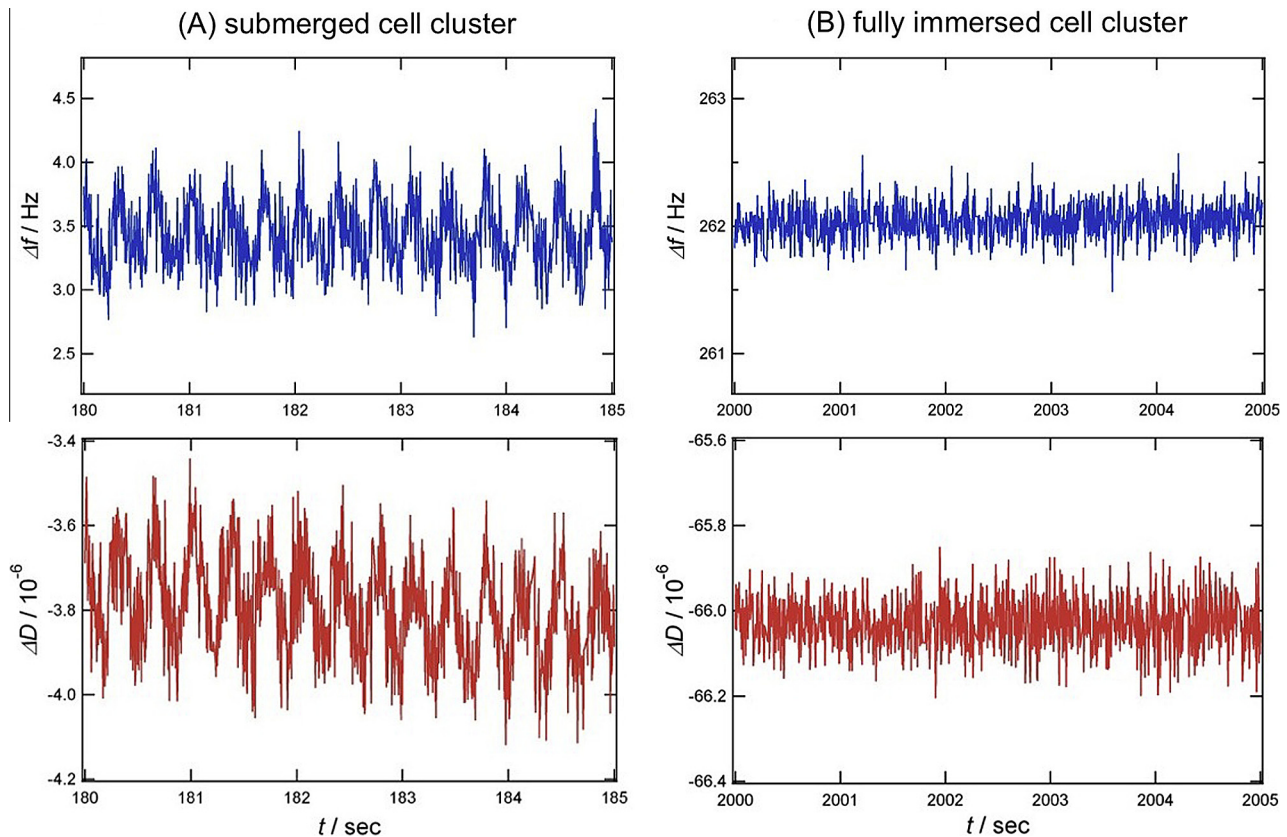 (A) submerged cell cluster
(B) fully immersed cell cluster
Δf / Hz
4.5
4.0
3.5
3.0
2.5
180 181 182 183 184 185
Δf / Hz
263
262
261
2000 2001 2002 2003 2004 2005
ΔD / 10⁻⁶
-3.4
-3.6
-3.8
-4.0
-4.2
180 181 182 183 184 185
t / sec
ΔD / 10⁻⁶
-65.6
-65.8
-66.0
-66.2
-66.4
2000 2001 2002 2003 2004 2005
t / sec